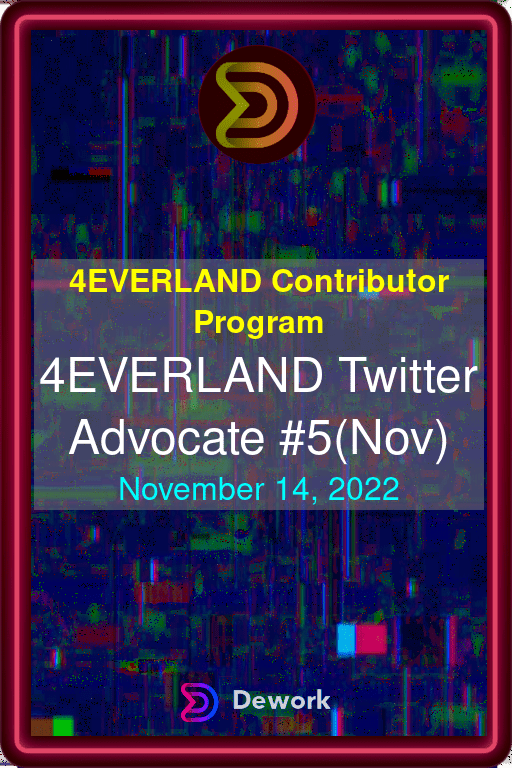 4EVERLAND Contributor
Program
4EVERLAND Twitter
Advocate #5(Nov)
November 14, 2022
Dework